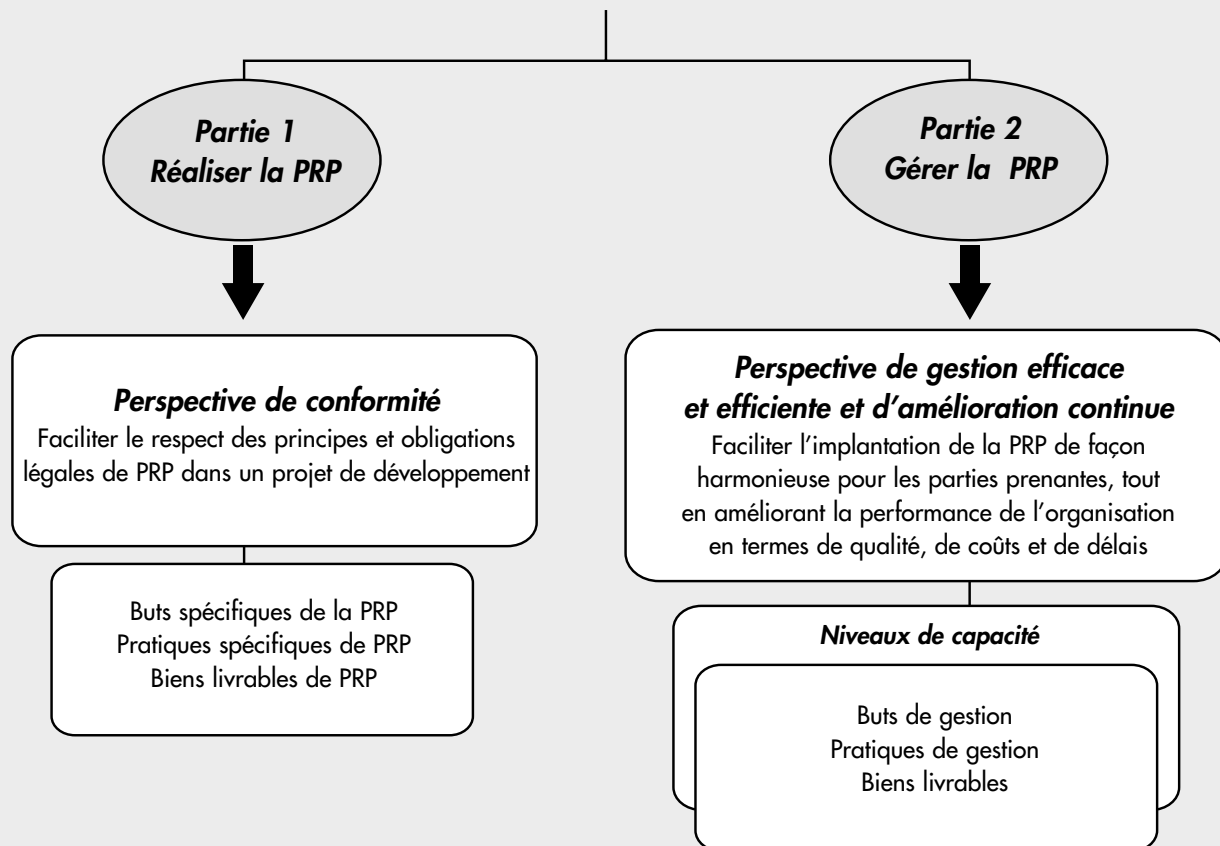 Partie 1
Réaliser la PRP
Perspective de conformité
Faciliter le respect des principes et obligations
légales de PRP dans un projet de développement
Buts spécifiques de la PRP
Pratiques spécifiques de PRP
Biens livrables de PRP
Partie 2
Gérer la PRP
Perspective de gestion efficace
et efficiente et d'amélioration continue
Faciliter l'implantation de la PRP de façon
harmonieuse pour les parties prenantes, tout
en améliorant la performance de l'organisation
en termes de qualité, de coûts et de délais
Niveaux de capacité
Buts de gestion
Pratiques de gestion
Biens livrables